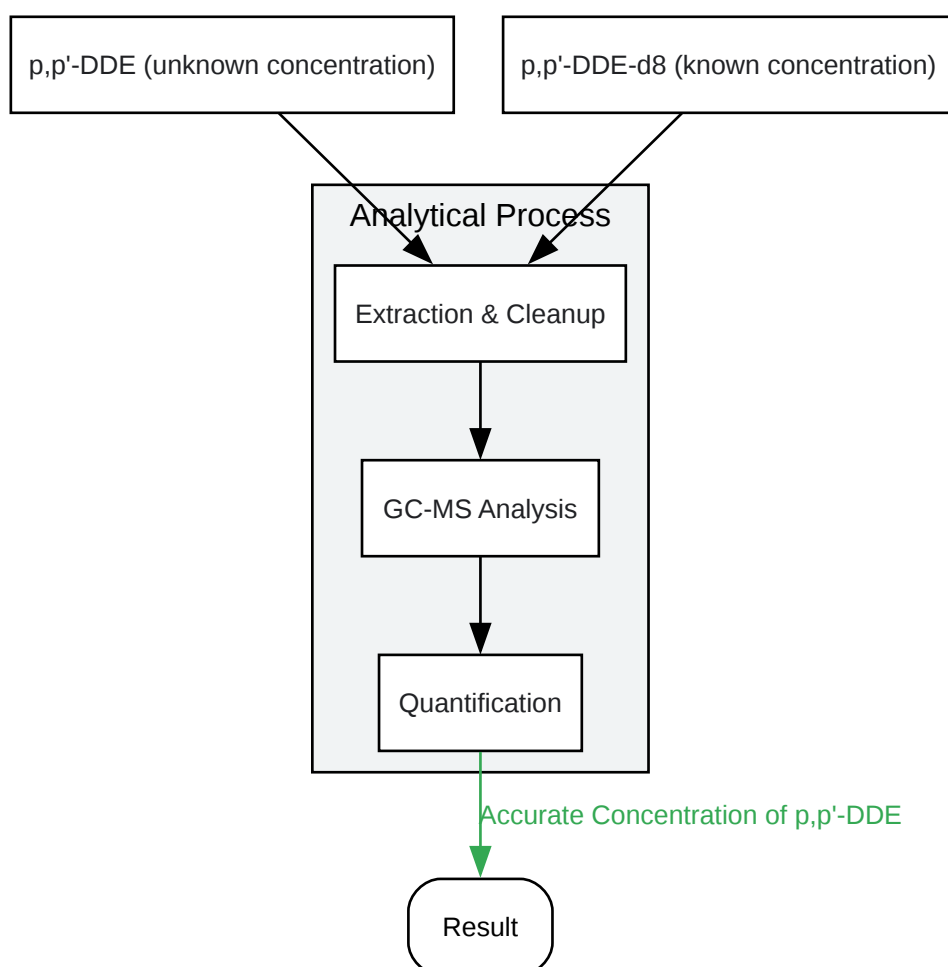 p,p'-DDE (unknown concentration)
p,p'-DDE-d8 (known concentration)
Analytical Process
Extraction & Cleanup
GC-MS Analysis
Quantification
Accurate Concentration of p,p'-DDE
Result